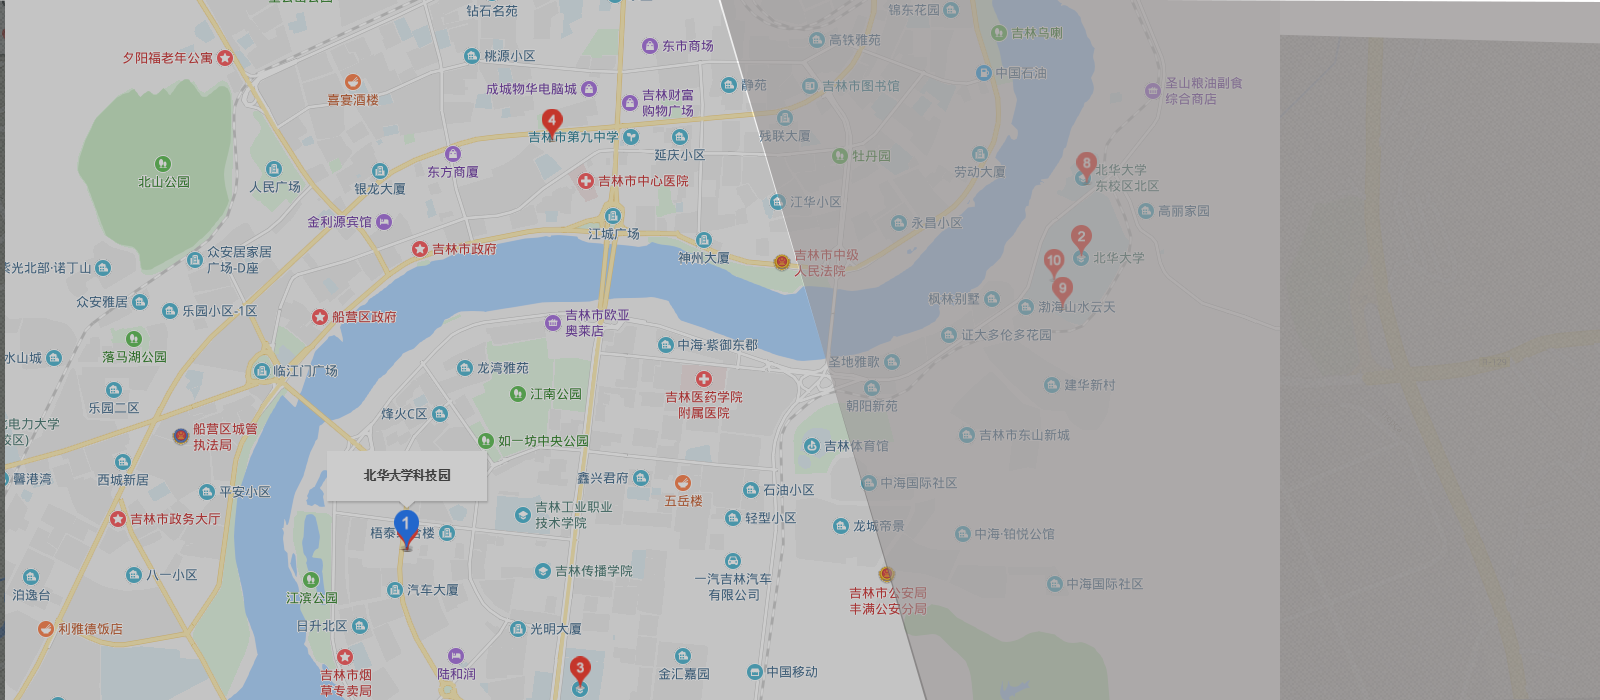 钻石名苑
锦东花园
夕阳福老年公寓
桃源小区
东市商场
高铁雅苑
吉林乌喇
中国石油
喜宴酒楼
成城物华电脑城
吉林财富
购物广场
静苑
吉林市图书馆
圣山粮油副食
综合商店
4
吉林市第九中学
延庆小区
残联大厦
北山公园
人民广场
银龙大厦
东方商厦
吉林市中心医院
牡丹园
劳动大厦
8
北华大学
东校区北区
金利源宾馆
江城广场
江华小区
永昌小区
高丽家园
众安居家居
广场-D座
吉林市政府
神州大厦
吉林市中级
人民法院
2
北华大学
10
9
紫光北部·诺丁山
众安雅居
乐园小区-1区
船营区政府
吉林市欧亚
奥莱店
枫林别墅
渤海山水云天
落马湖公园
中海·紫御东郡
证大多伦多花园
水山城
临江门广场
龙湾雅苑
圣地雅歌
建华新村
乐园二区
烽火C区
江南公园
吉林医药学院
附属医院
朝阳新苑
北电力大学
校区)
船营区城管
执法局
如一坊中央公园
吉林体育馆
吉林市东山新城
馨港湾
西城新居
平安小区
北华大学科技园
鑫兴君府
五岳楼
石油小区
中海国际社区
吉林市政务大厅
1
吉林工业职业
技术学院
轻型小区
龙城帝景
中海·铂悦公馆
泊逸台
八一小区
江滨公园
汽车大厦
吉林传播学院
一汽吉林汽车
有限公司
吉林市公安局
丰满公安分局
中海国际社区
利雅德饭店
日升北区
光明大厦
吉林市烟
草专卖局
陆和润
3
金汇嘉园
中国移动